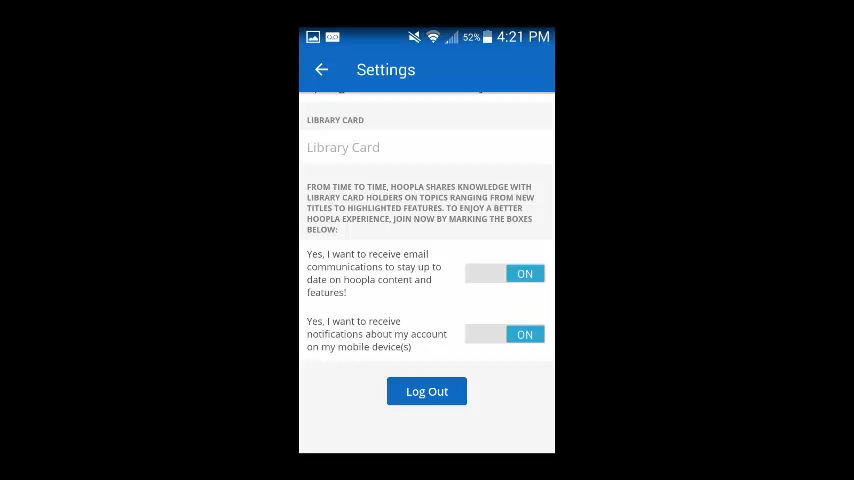 52% 4:21 PM
Settings
LIBRARY CARD
Library Card
FROM TIME TO TIME, HOOPLA SHARES KNOWLEDGE WITH
LIBRARY CARD HOLDERS ON TOPICS RANGING FROM NEW
TITLES TO HIGHLIGHTED FEATURES. TO ENJOY A BETTER
HOOPLA EXPERIENCE, JOIN NOW BY MARKING THE BOXES
BELOW:
Yes, I want to receive email
communications to stay up to
date on hoopla content and
features!
ON
Yes, I want to receive
notifications about my account
on my mobile device(s)
ON
Log Out